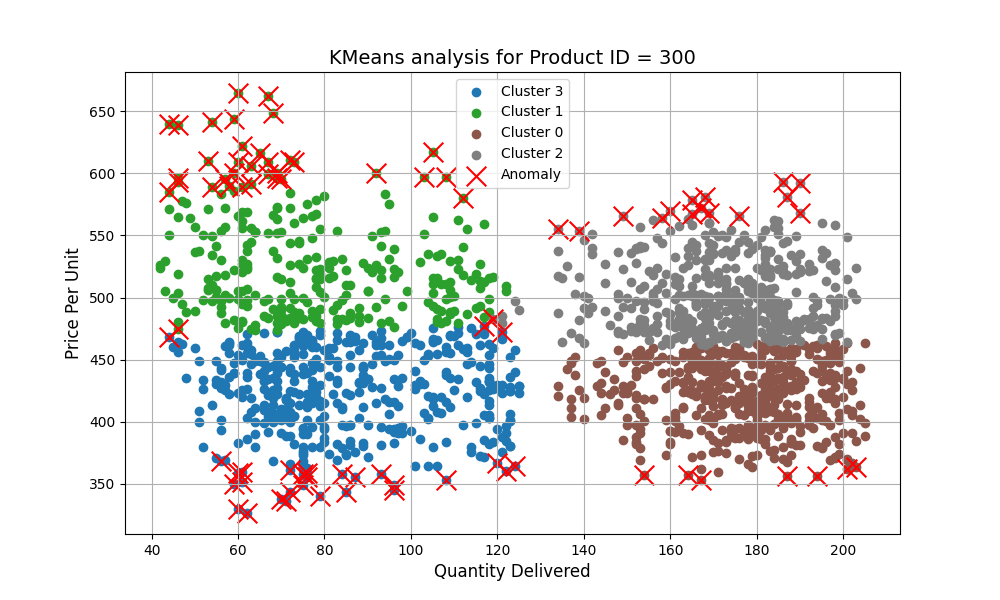 KMeans analysis for Product ID = 300
Cluster 3
Cluster 1
Cluster 0
Cluster 2
Anomaly
Price Per Unit
650
600
550
500
450
400
350
40 60 80 100 120 140 160 180 200
Quantity Delivered